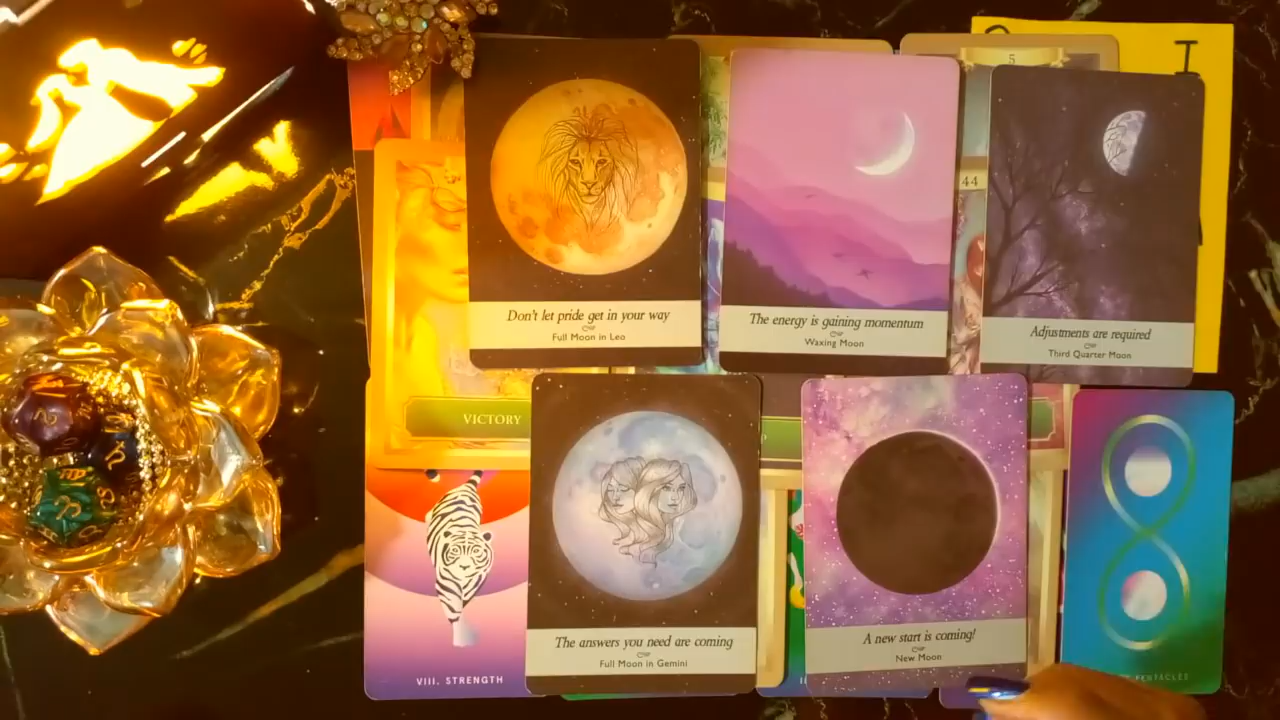 5
44
Don't let pride get in your way
Full Moon in Leo
The energy is gaining momentum
Waxing Moon
Adjustments are required
Third Quarter Moon
VICTORY
The answers you need are coming
Full Moon in Gemini
A new start is coming!
New Moon
VIII. STRENGTH
PENTACLES